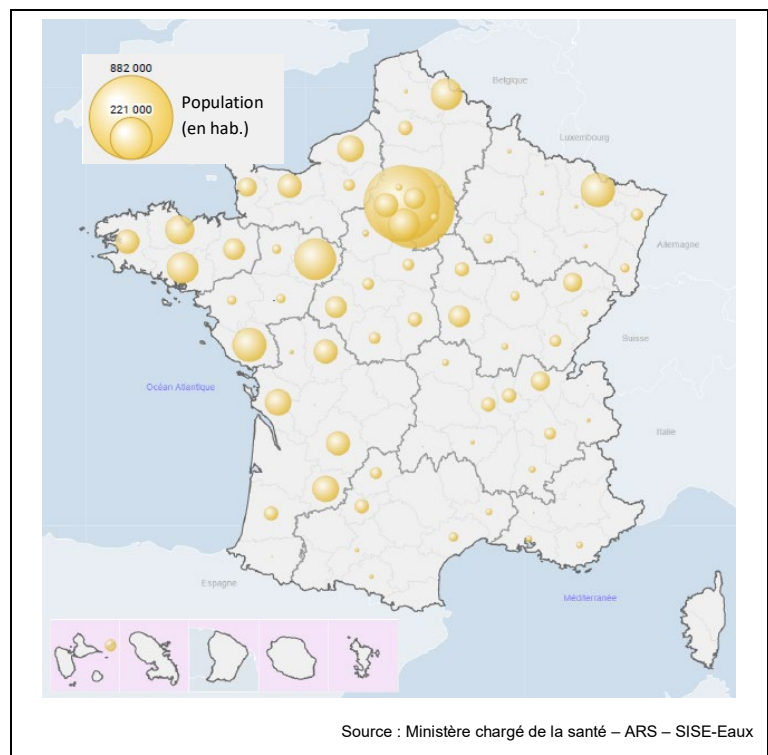 Belgique
882 000
221 000
Population
(en hab.)
Luxembourg
Allemagne
Suisse
Océan Atlantique
Italie
Espagne
Méditerranée
Source : Ministère chargé de la santé – ARS – SISE-Eaux